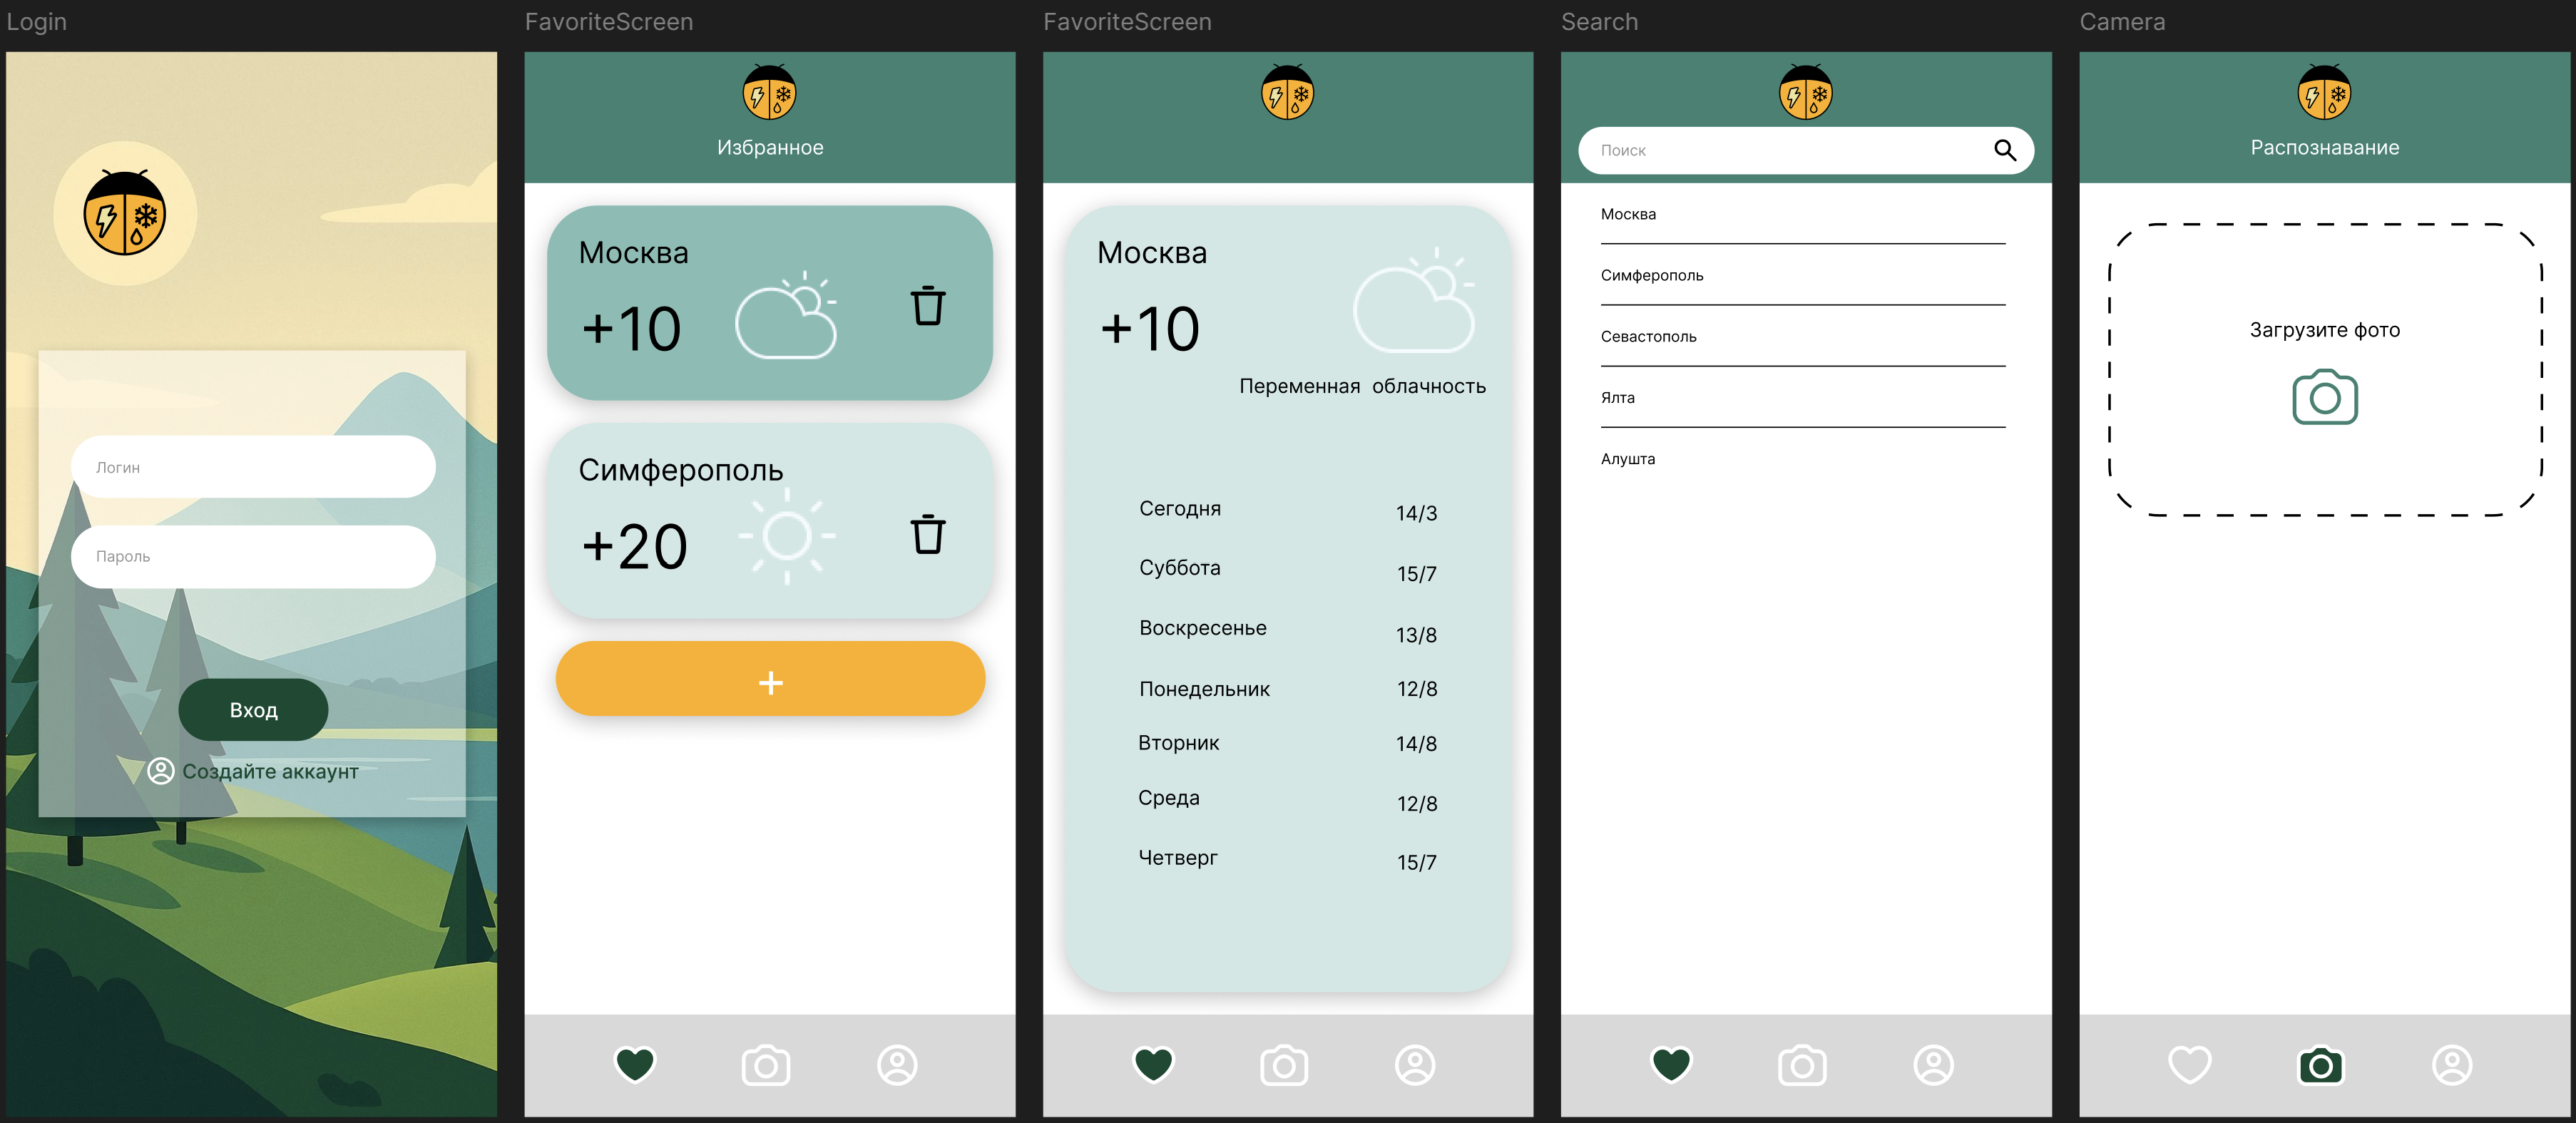 Login
Логин
Пароль
Вход
Создайте аккаунт
FavoriteScreen
Избранное
Москва
+10
Симферополь
+20
+
FavoriteScreen
Москва
+10
Переменная облачность
Сегодня 14/3
Суббота 15/7
Воскресенье 13/8
Понедельник 12/8
Вторник 14/8
Среда 12/8
Четверг 15/7
Search
Поиск
Москва
Симферополь
Севастополь
Ялта
Алушта
Camera
Распознавание
Загрузите фото